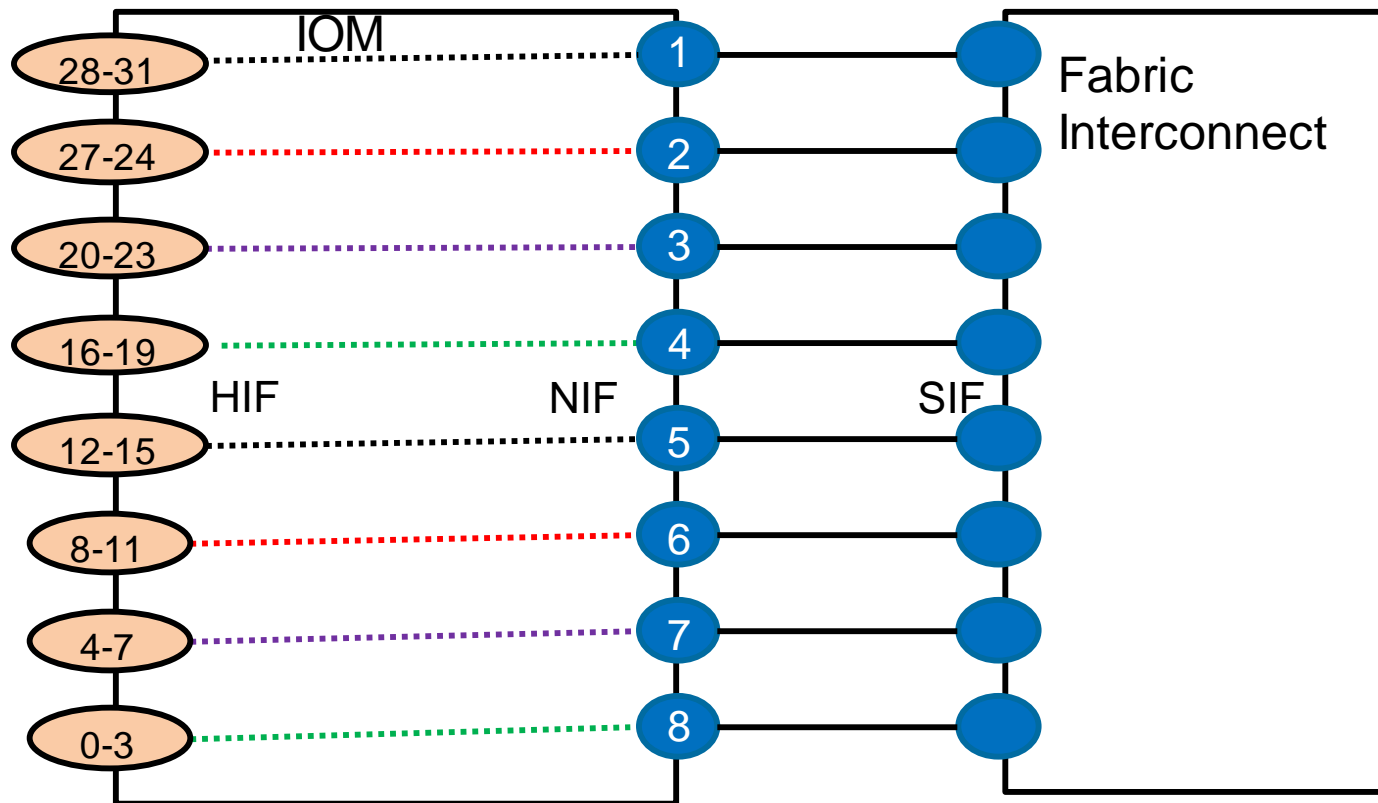 IOM
28-31
1
Fabric
Interconnect
27-24
2
20-23
3
16-19
4
HIF
NIF
SIF
12-15
5
8-11
6
4-7
7
0-3
8